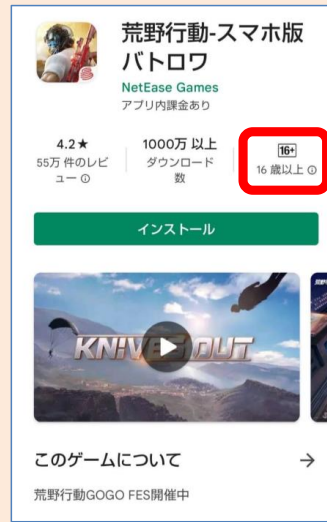 荒野行動-スマホ版
バトロワ
NetEase Games
アプリ内課金あり
4.2★
55万 件のレビ
ュー ⓘ
1000万 以上
ダウンロード
数
16+
16 歳以上 ⓘ
インストール
KNIVES OUT
このゲームについて →
荒野行動GOGO FES開催中